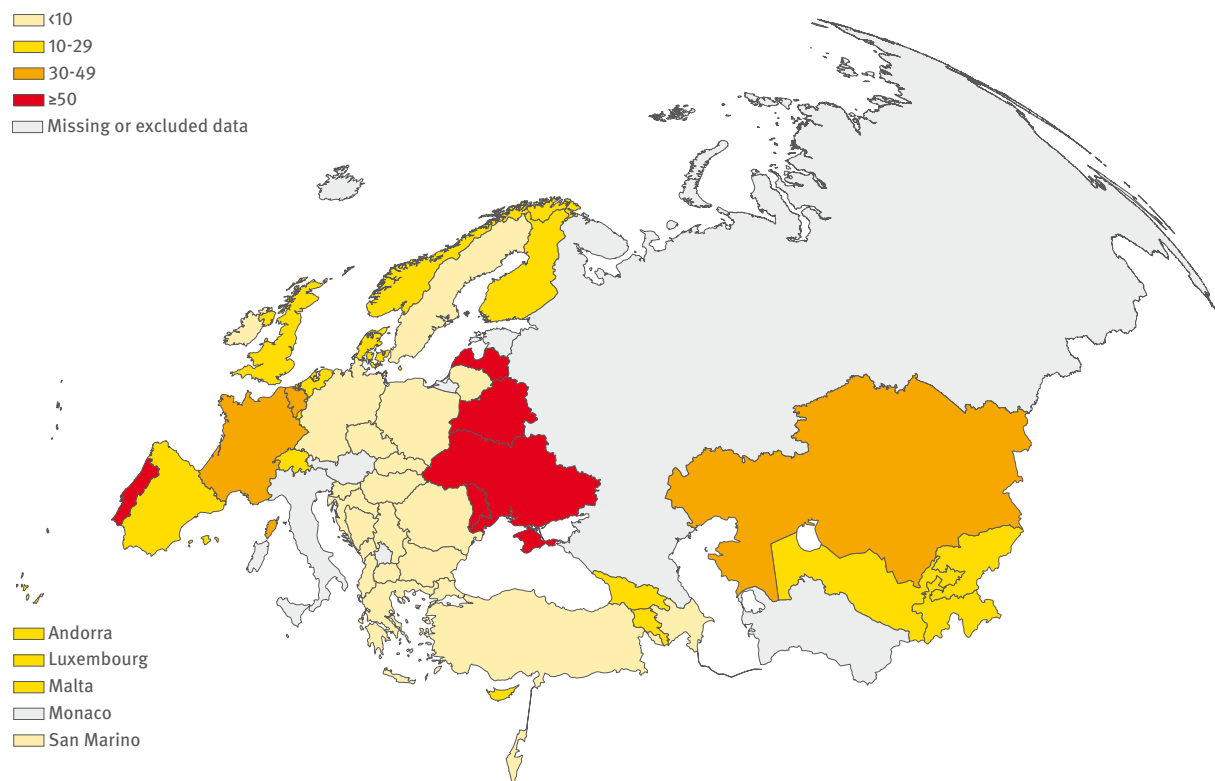 <10
10-29
30-49
≥50
Missing or excluded data
Andorra
Luxembourg
Malta
Monaco
San Marino